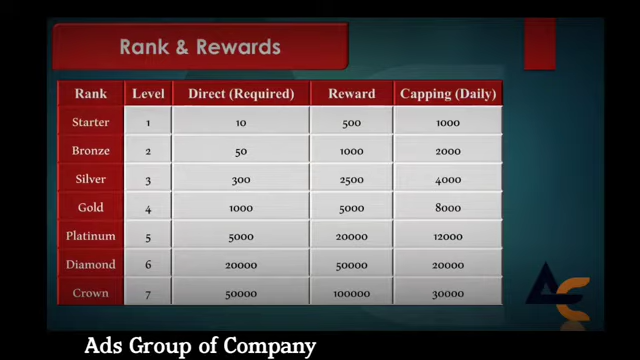 Rank & Rewards
Rank Level Direct (Required) Reward Capping (Daily)
Starter 1 10 500 1000
Bronze 2 50 1000 2000
Silver 3 300 2500 4000
Gold 4 1000 5000 8000
Platinum 5 5000 20000 12000
Diamond 6 20000 50000 20000
Crown 7 50000 100000 30000
Ads Group of Company